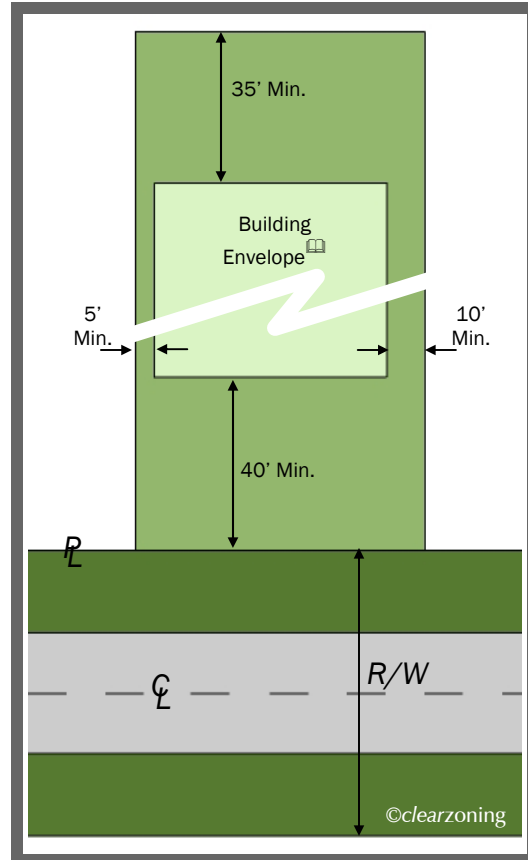 35’ Min.
Building
Envelope
5’
Min.
10’
Min.
40’ Min.
PL
CL
R/W
©clearzoning